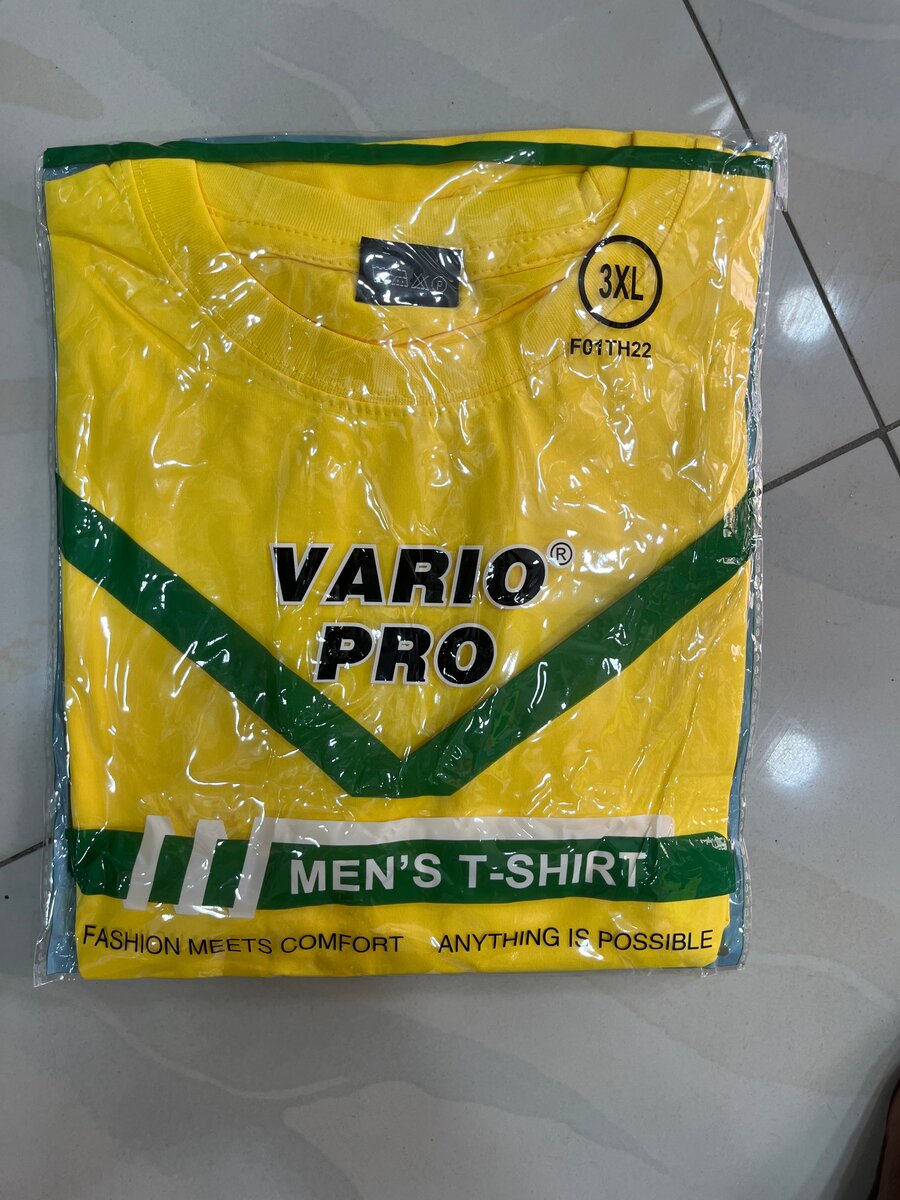 3XL
F01TH22
VARIO®
PRO
MEN'S T-SHIRT
FASHION MEETS COMFORT ANYTHING IS POSSIBLE